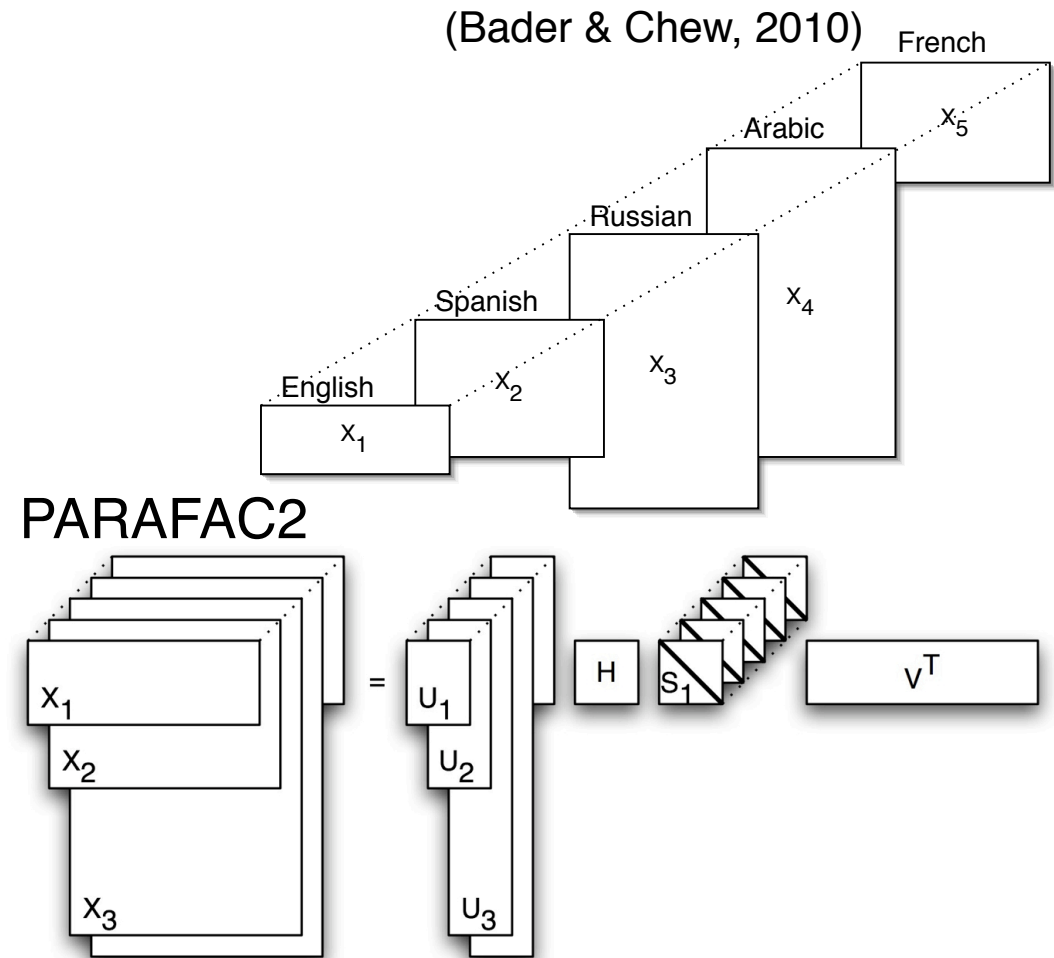 (Bader & Chew, 2010)
French
X5
Arabic
X4
Russian
X3
Spanish
X2
English
X1
PARAFAC2
X1
X2
X3
=
U1
U2
U3
H
S1
V^T